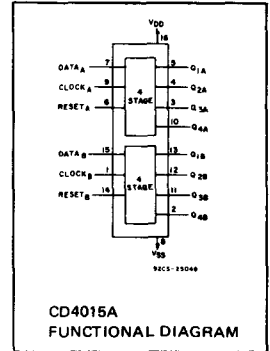 VDD
16
DATAA 7 5 Q1A
CLOCKA 9 4 Q2A
4
STAGE
RESETA 6 3 Q3A
10 Q4A
DATAB 15 13 Q1B
CLOCKB 1 12 Q2B
4
STAGE
RESETB 14 11 Q3B
2 Q4B
8
VSS
92CS-25048
CD4015A
FUNCTIONAL DIAGRAM